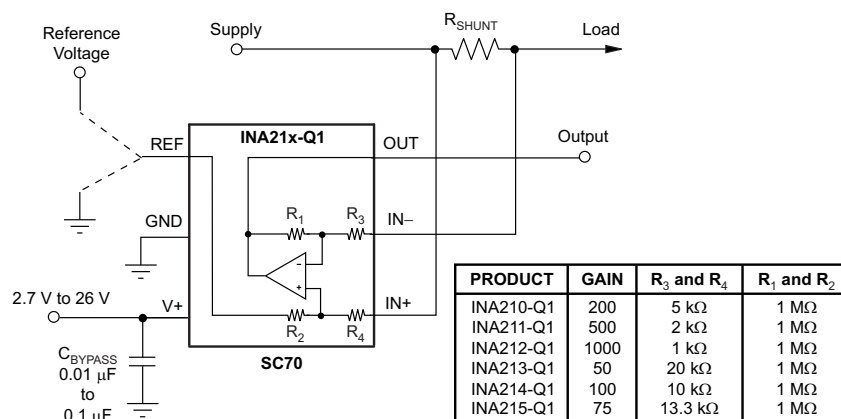 Reference
Voltage
Supply
R_SHUNT
Load
REF
INA21x-Q1
OUT
Output
GND
R1
R3
IN−
−
+
2.7 V to 26 V
V+
R2
R4
IN+
C_BYPASS
0.01 μF
to
0.1 μF
SC70
PRODUCT GAIN R3 and R4 R1 and R2
INA210-Q1 200 5 kΩ 1 MΩ
INA211-Q1 500 2 kΩ 1 MΩ
INA212-Q1 1000 1 kΩ 1 MΩ
INA213-Q1 50 20 kΩ 1 MΩ
INA214-Q1 100 10 kΩ 1 MΩ
INA215-Q1 75 13.3 kΩ 1 MΩ